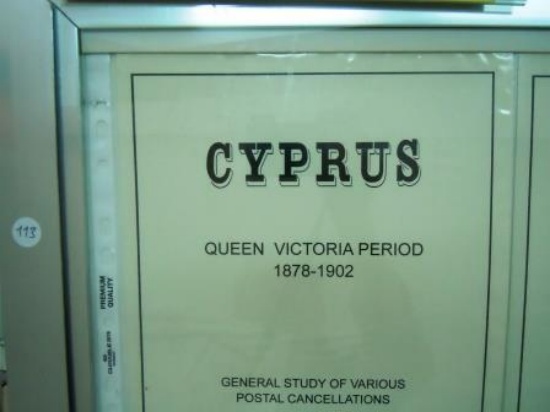 CYPRUS
QUEEN VICTORIA PERIOD
1878-1902
GENERAL STUDY OF VARIOUS
POSTAL CANCELLATIONS
113
PREMIUM
QUALITY